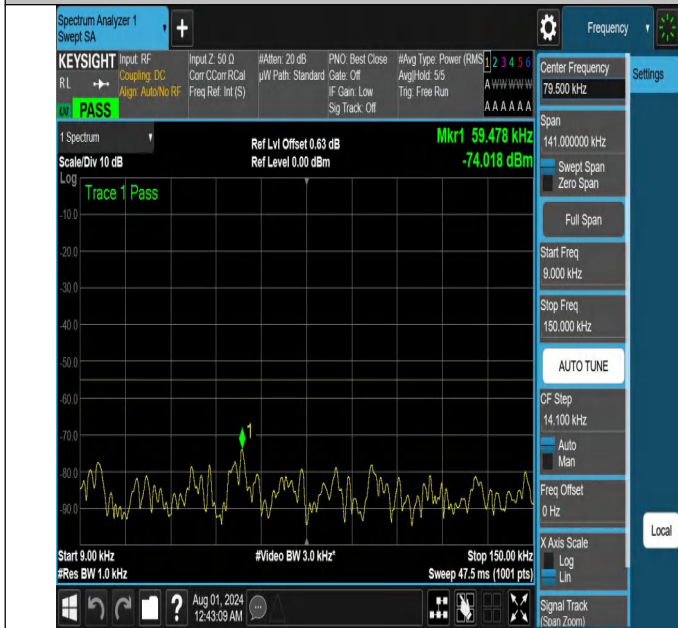 Spectrum Analyzer 1
Swept SA
+
Frequency
KEYSIGHT
RL
PASS
Input: RF
Coupling: DC
Align: Auto/No RF
Input Z: 50 Ω
Corr CCorr RCal
Freq Ref: Int (S)
#Atten: 20 dB
µW Path: Standard
PNO: Best Close
Gate: Off
IF Gain: Low
Sig Track: Off
#Avg Type: Power (RMS
Avg|Hold: 5/5
Trig: Free Run
1 2 3 4 5 6
A W W W W W
A A A A A A
1 Spectrum
Scale/Div 10 dB
Ref Lvl Offset 0.63 dB
Ref Level 0.00 dBm
Mkr1 59.478 kHz
-74.018 dBm
Log
Trace 1 Pass
-10.0
-20.0
-30.0
-40.0
-50.0
-60.0
-70.0
-80.0
-90.0
1
Start 9.00 kHz
#Res BW 1.0 kHz
#Video BW 3.0 kHz*
Stop 150.00 kHz
Sweep 47.5 ms (1001 pts)
?
Aug 01, 2024
12:43:09 AM
Center Frequency
79.500 kHz
Span
141.000000 kHz
Swept Span
Zero Span
Full Span
Start Freq
9.000 kHz
Stop Freq
150.000 kHz
AUTO TUNE
CF Step
14.100 kHz
Auto
Man
Freq Offset
0 Hz
X Axis Scale
Log
Lin
Signal Track
(Span Zoom)
Settings
Local